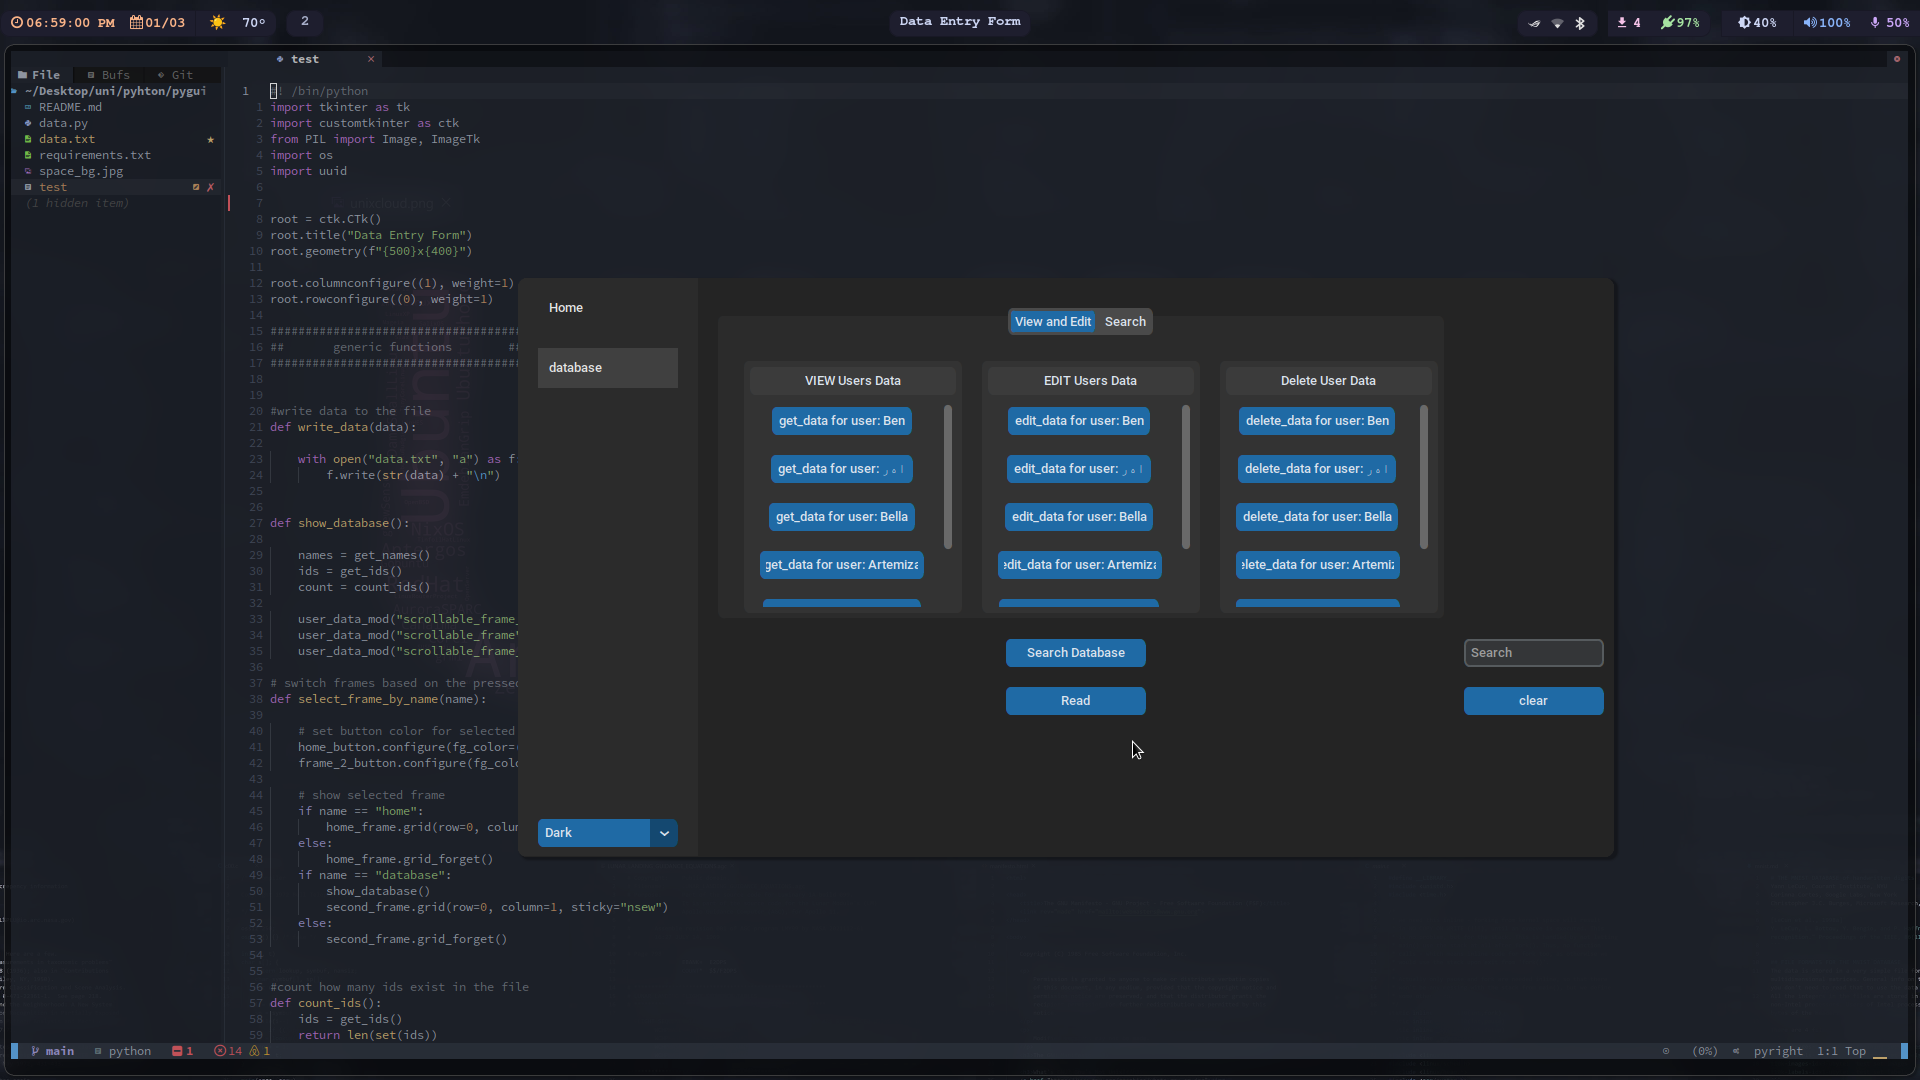 06:59:00 PM 01/03 70° 2 Data Entry Form 4 97% 40% 100% 50%
test ×
File Bufs Git
~/Desktop/uni/pyhton/pygui
README.md
data.py
data.txt ★
requirements.txt
space_bg.jpg
test ✗
(1 hidden item)
1 ! /bin/python
1 import tkinter as tk
2 import customtkinter as ctk
3 from PIL import Image, ImageTk
4 import os
5 import uuid
6
7
8 root = ctk.CTk()
9 root.title("Data Entry Form")
10 root.geometry(f"{500}x{400}")
11
12 root.columnconfigure((1), weight=1)
13 root.rowconfigure((0), weight=1)
14
15 ###################################
16 ## generic functions ##
17 ###################################
18
19
20 #write data to the file
21 def write_data(data):
22
23 with open("data.txt", "a") as f
24 f.write(str(data) + "\n")
25
26
27 def show_database():
28
29 names = get_names()
30 ids = get_ids()
31 count = count_ids()
32
33 user_data_mod("scrollable_frame_
34 user_data_mod("scrollable_frame"
35 user_data_mod("scrollable_frame_
36
37 # switch frames based on the presse
38 def select_frame_by_name(name):
39
40 # set button color for selected
41 home_button.configure(fg_color=
42 frame_2_button.configure(fg_col
43
44 # show selected frame
45 if name == "home":
46 home_frame.grid(row=0, colu
47 else:
48 home_frame.grid_forget()
49 if name == "database":
50 show_database()
51 second_frame.grid(row=0, column=1, sticky="nsew")
52 else:
53 second_frame.grid_forget()
54
55
56 #count how many ids exist in the file
57 def count_ids():
58 ids = get_ids()
59 return len(set(ids))
main python 1 14 1 (0%) pyright 1:1 Top
Home
database
Dark
View and Edit Search
VIEW Users Data EDIT Users Data Delete User Data
get_data for user: Ben edit_data for user: Ben delete_data for user: Ben
get_data for user: edit_data for user: delete_data for user:
get_data for user: Bella edit_data for user: Bella delete_data for user: Bella
get_data for user: Artemiza edit_data for user: Artemiza elete_data for user: Artemiz
Search Database Search
Read clear